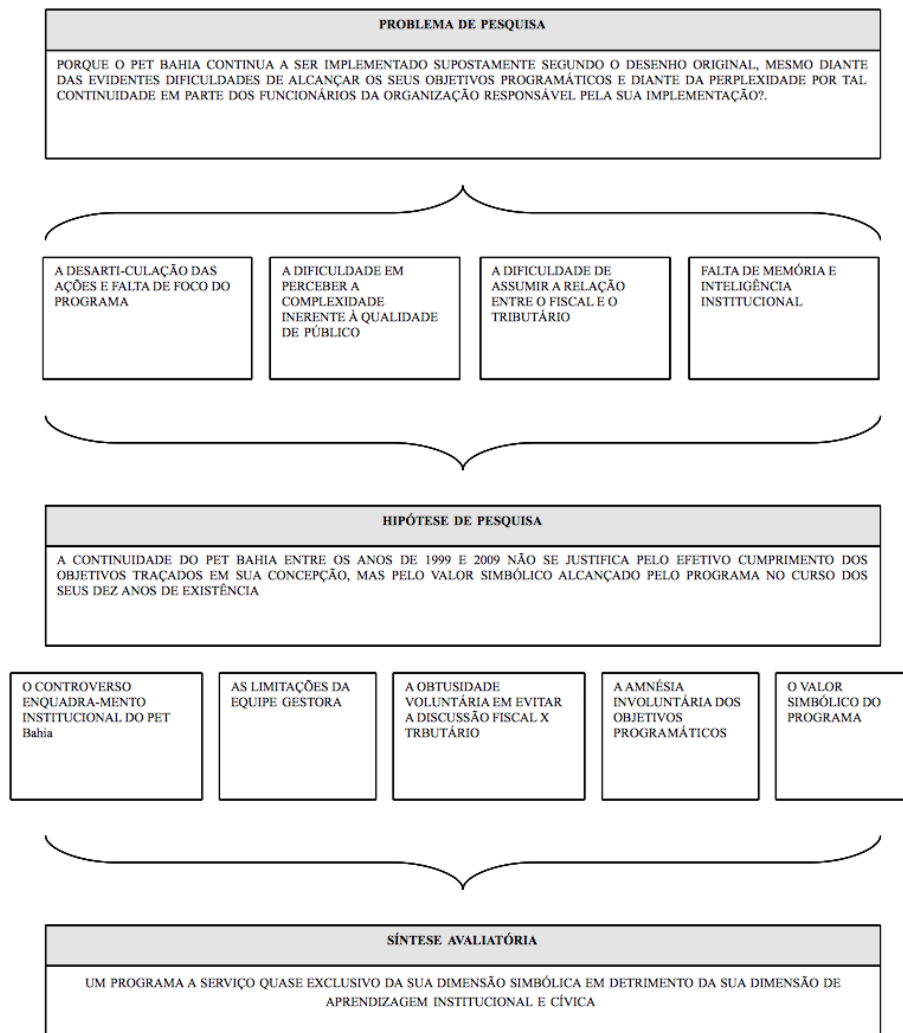 PROBLEMA DE PESQUISA
PORQUE O PET BAHIA CONTINUA A SER IMPLEMENTADO SUPOSTAMENTE SEGUNDO O DESENHO ORIGINAL, MESMO DIANTE
DAS EVIDENTES DIFICULDADES DE ALCANÇAR OS SEUS OBJETIVOS PROGRAMÁTICOS E DIANTE DA PERPLEXIDADE POR TAL
CONTINUIDADE EM PARTE DOS FUNCIONÁRIOS DA ORGANIZAÇÃO RESPONSÁVEL PELA SUA IMPLEMENTAÇÃO?.
A DESARTI-CULAÇÃO DAS
AÇÕES E FALTA DE FOCO DO
PROGRAMA
A DIFICULDADE EM
PERCEBER A
COMPLEXIDADE
INERENTE À QUALIDADE
DE PÚBLICO
A DIFICULDADE DE
ASSUMIR A RELAÇÃO
ENTRE O FISCAL E O
TRIBUTÁRIO
FALTA DE MEMÓRIA E
INTELIGÊNCIA
INSTITUCIONAL
HIPÓTESE DE PESQUISA
A CONTINUIDADE DO PET BAHIA ENTRE OS ANOS DE 1999 E 2009 NÃO SE JUSTIFICA PELO EFETIVO CUMPRIMENTO DOS
OBJETIVOS TRAÇADOS EM SUA CONCEPÇÃO, MAS PELO VALOR SIMBÓLICO ALCANÇADO PELO PROGRAMA NO CURSO DOS
SEUS DEZ ANOS DE EXISTÊNCIA
O CONTROVERSO
ENQUADRA-MENTO
INSTITUCIONAL DO PET
Bahia
AS LIMITAÇÕES DA
EQUIPE GESTORA
A OBTUSIDADE
VOLUNTÁRIA EM EVITAR
A DISCUSSÃO FISCAL X
TRBUTÁRIO
A AMNÉSIA
INVOLUNTÁRIA DOS
OBJETIVOS
PROGRAMÁTICOS
O VALOR
SIMBÓLICO DO
PROGRAMA
SÍNTESE AVALIATÓRIA
UM PROGRAMA A SERVIÇO QUASE EXCLUSIVO DA SUA DIMENSÃO SIMBÓLICA EM DETRIMENTO DA SUA DIMENSÃO DE
APRENDIZAGEM INSTITUCIONAL E CÍVICA